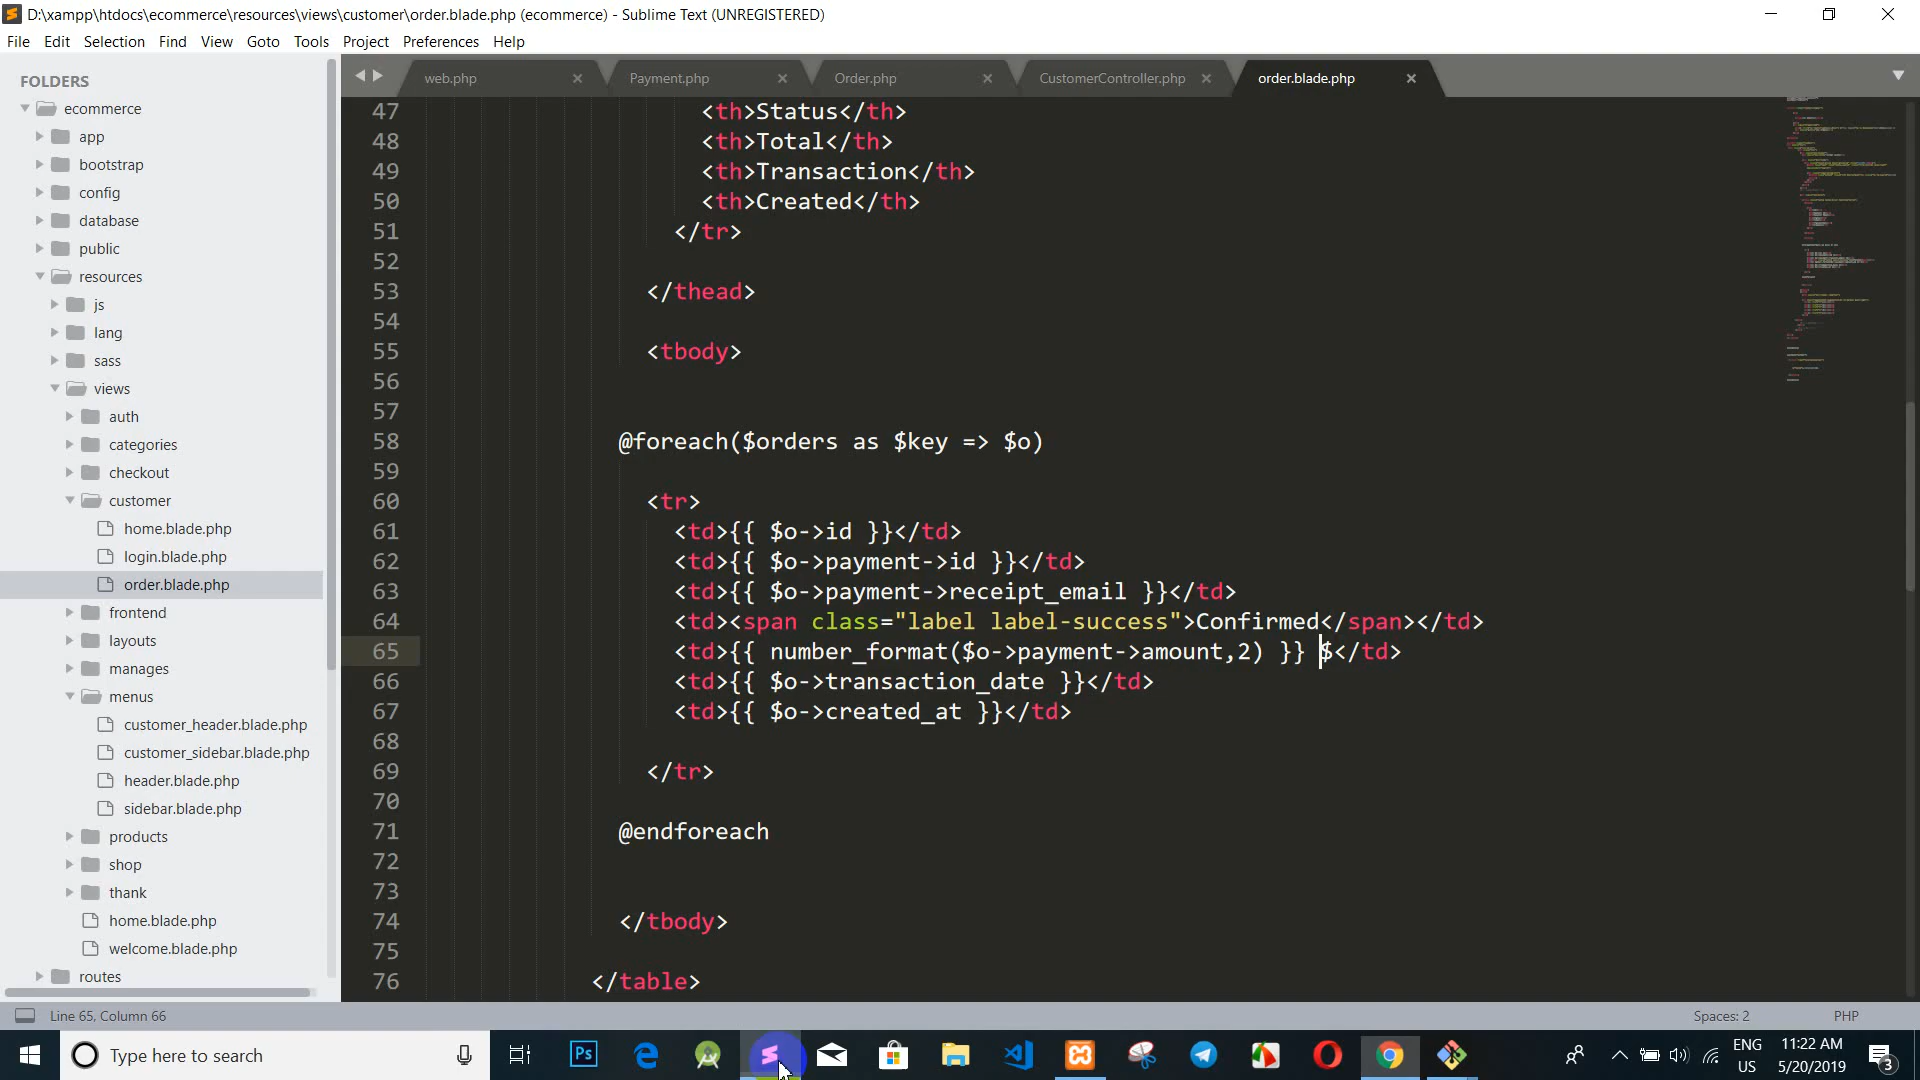 D:\xampp\htdocs\ecommerce\resources\views\customer\order.blade.php (ecommerce) - Sublime Text (UNREGISTERED)
File Edit Selection Find View Goto Tools Project Preferences Help
FOLDERS
ecommerce
app
bootstrap
config
database
public
resources
js
lang
sass
views
auth
categories
checkout
customer
home.blade.php
login.blade.php
order.blade.php
frontend
layouts
manages
menus
customer_header.blade.php
customer_sidebar.blade.php
header.blade.php
sidebar.blade.php
products
shop
thank
home.blade.php
welcome.blade.php
routes
web.php Payment.php Order.php CustomerController.php order.blade.php
47 <th>Status</th>
48 <th>Total</th>
49 <th>Transaction</th>
50 <th>Created</th>
51 </tr>
52
53 </thead>
54
55 <tbody>
56
57
58 @foreach($orders as $key => $o)
59
60 <tr>
61 <td>{{ $o->id }}</td>
62 <td>{{ $o->payment->id }}</td>
63 <td>{{ $o->payment->receipt_email }}</td>
64 <td><span class="label label-success">Confirmed</span></td>
65 <td>{{ number_format($o->payment->amount,2) }} $</td>
66 <td>{{ $o->transaction_date }}</td>
67 <td>{{ $o->created_at }}</td>
68
69 </tr>
70
71 @endforeach
72
73
74 </tbody>
75
76 </table>
Line 65, Column 66 Spaces: 2 PHP
Type here to search
Ps
ENG
US
11:22 AM
5/20/2019
3